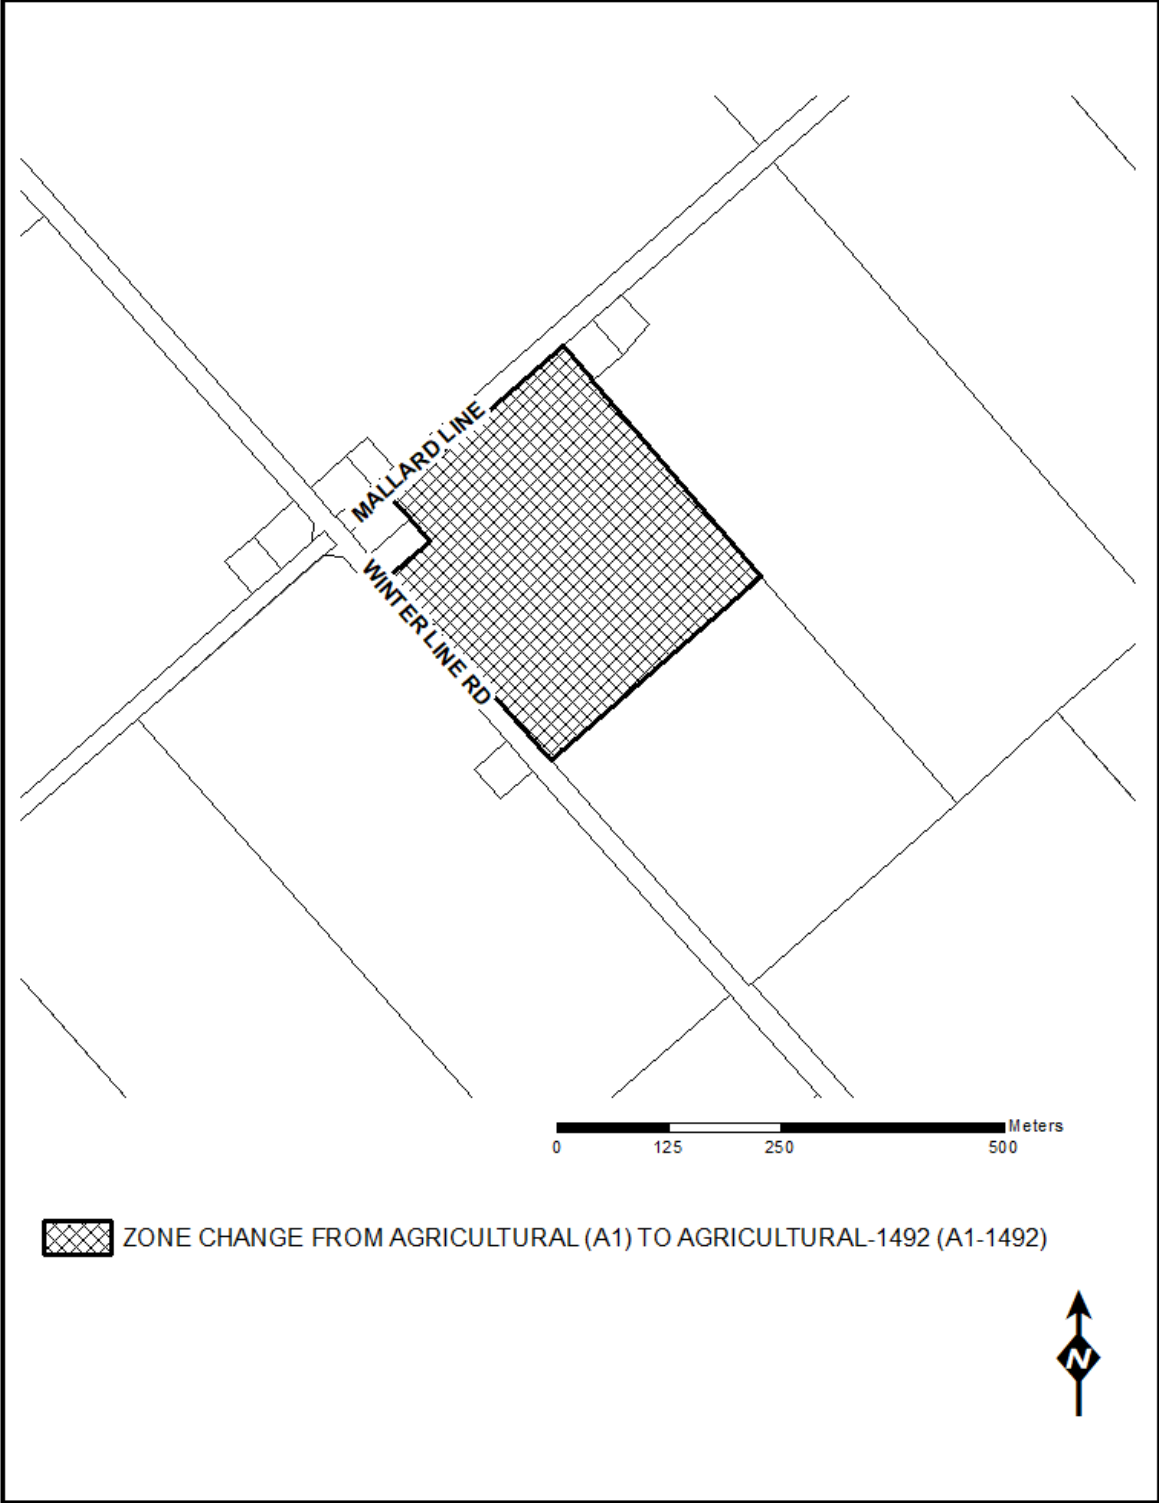 MALLARD LINE
WINTER LINE RD
Meters
0 125 250 500
ZONE CHANGE FROM AGRICULTURAL (A1) TO AGRICULTURAL-1492 (A1-1492)
N